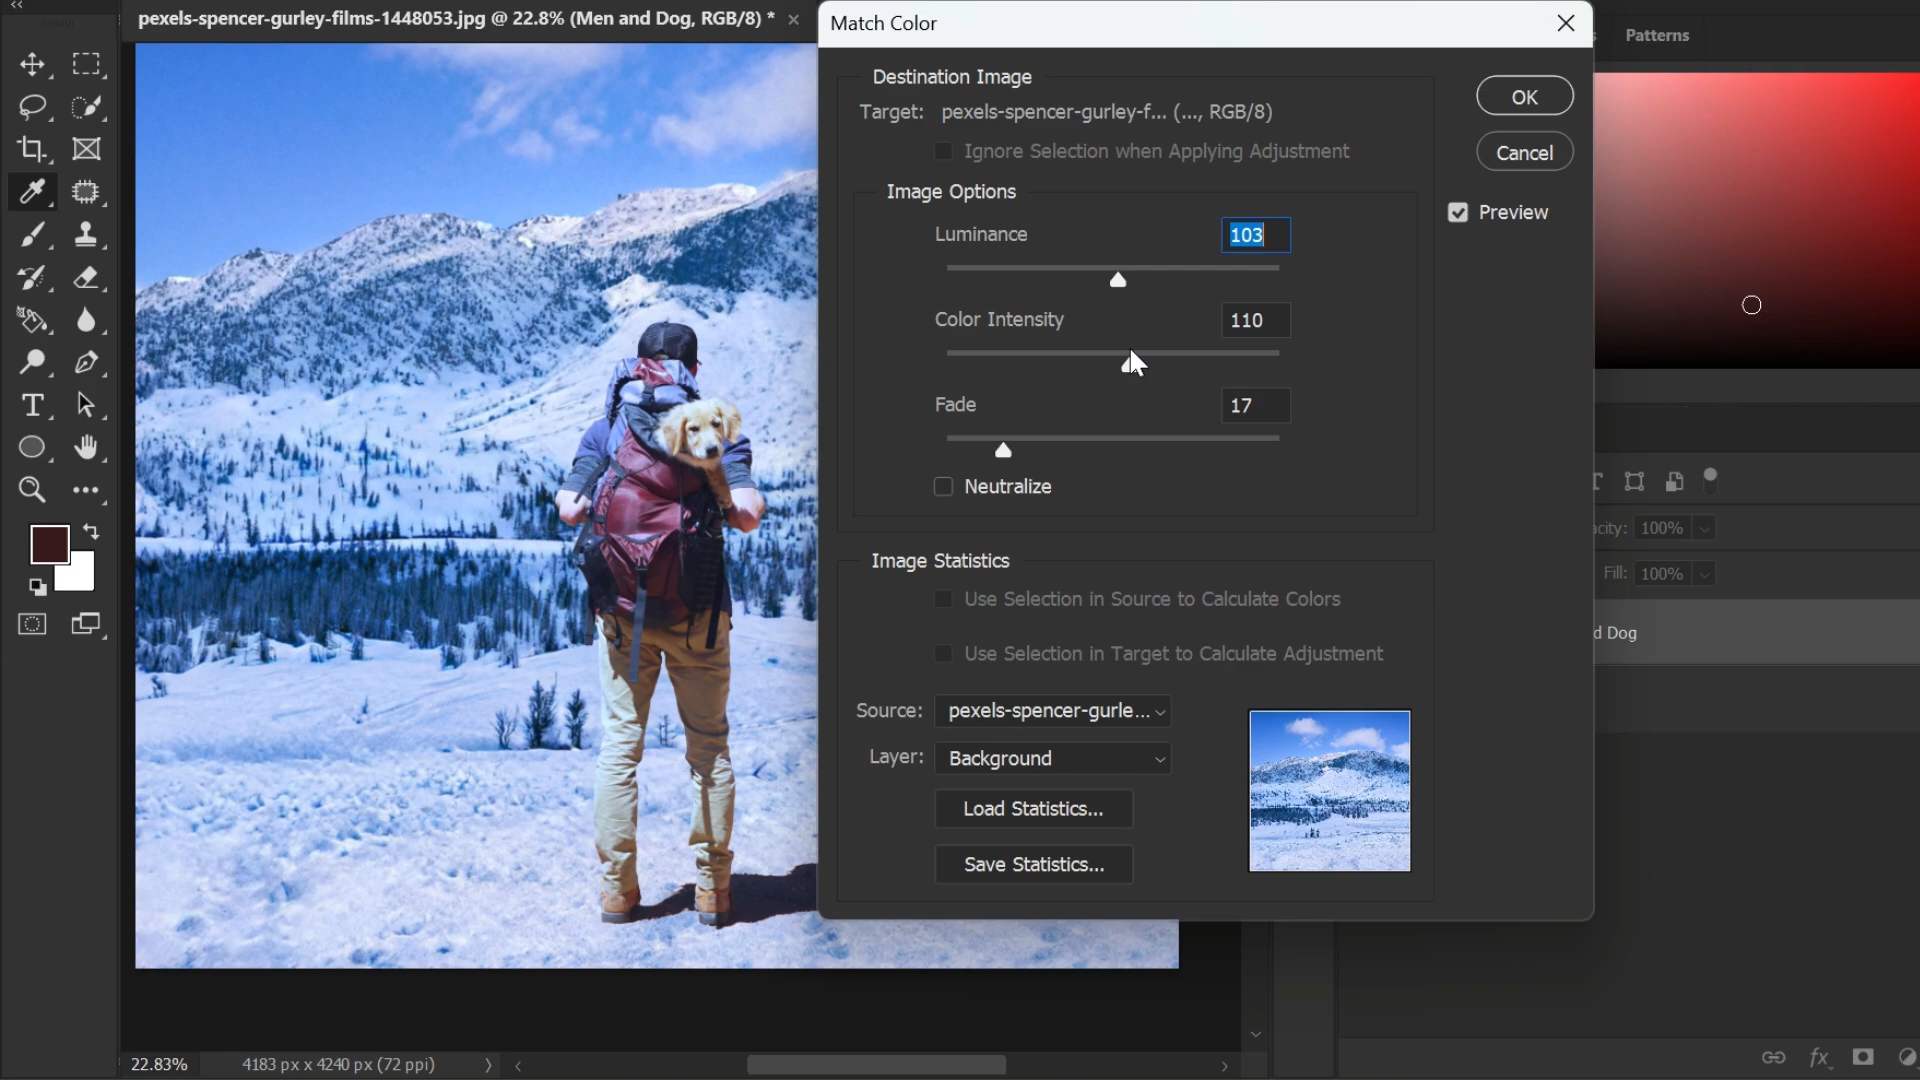 pexels-spencer-gurley-films-1448053.jpg @ 22.8% (Men and Dog, RGB/8) *
Match Color
Patterns
Destination Image
Target: pexels-spencer-gurley-f... (..., RGB/8)
OK
Ignore Selection when Applying Adjustment
Cancel
Image Options
Preview
Luminance 103
Color Intensity 110
Fade 17
Neutralize
100%
Image Statistics
Fill: 100%
Use Selection in Source to Calculate Colors
d Dog
Use Selection in Target to Calculate Adjustment
Source: pexels-spencer-gurle...
Layer: Background
Load Statistics...
Save Statistics...
22.83% 4183 px x 4240 px (72 ppi)
fx